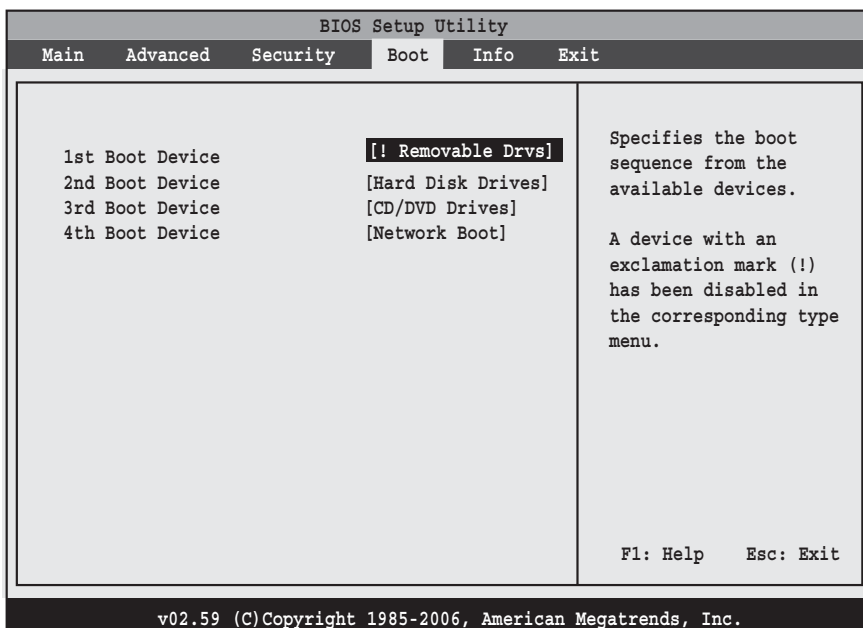 BIOS Setup Utility
Main Advanced Security Boot Info Exit
1st Boot Device [! Removable Drvs]
2nd Boot Device [Hard Disk Drives]
3rd Boot Device [CD/DVD Drives]
4th Boot Device [Network Boot]
Specifies the boot
sequence from the
available devices.
A device with an
exclamation mark (!)
has been disabled in
the corresponding type
menu.
F1: Help Esc: Exit
v02.59 (C)Copyright 1985-2006, American Megatrends, Inc.